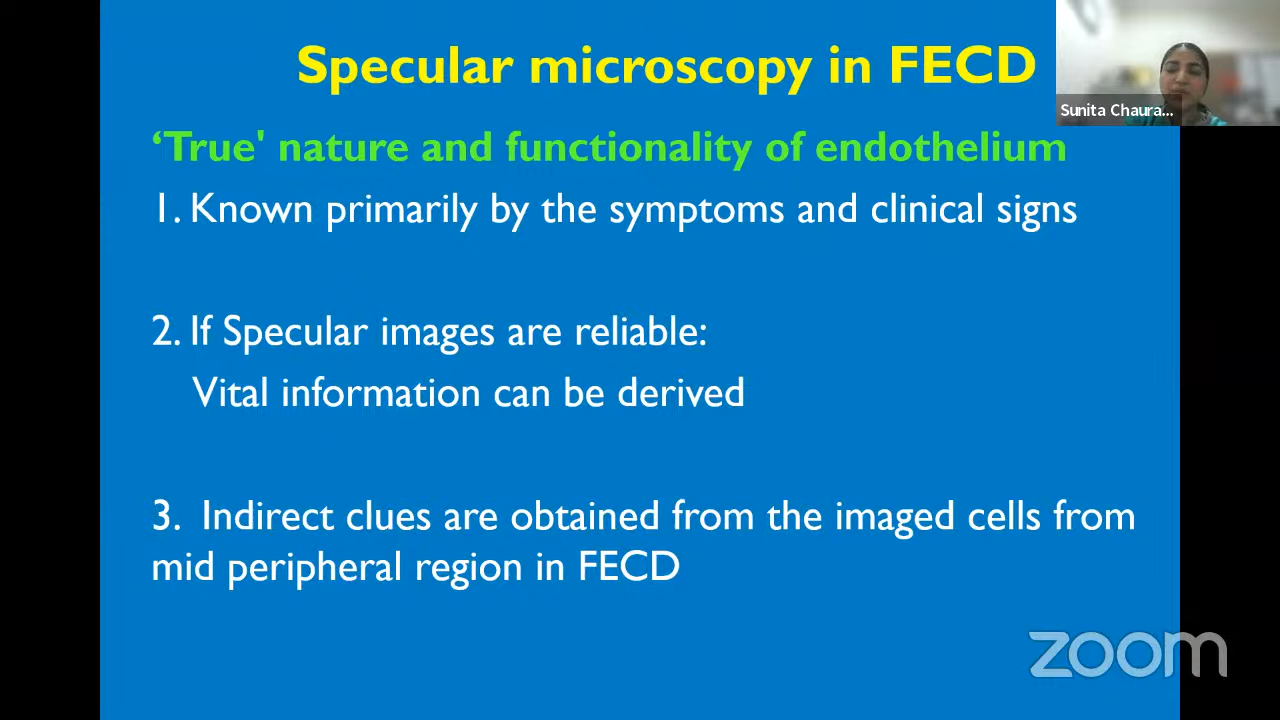 Specular microscopy in FECD
Sunita Chaura...
‘True' nature and functionality of endothelium
1. Known primarily by the symptoms and clinical signs
2. If Specular images are reliable:
Vital information can be derived
3. Indirect clues are obtained from the imaged cells from
mid peripheral region in FECD
zoom